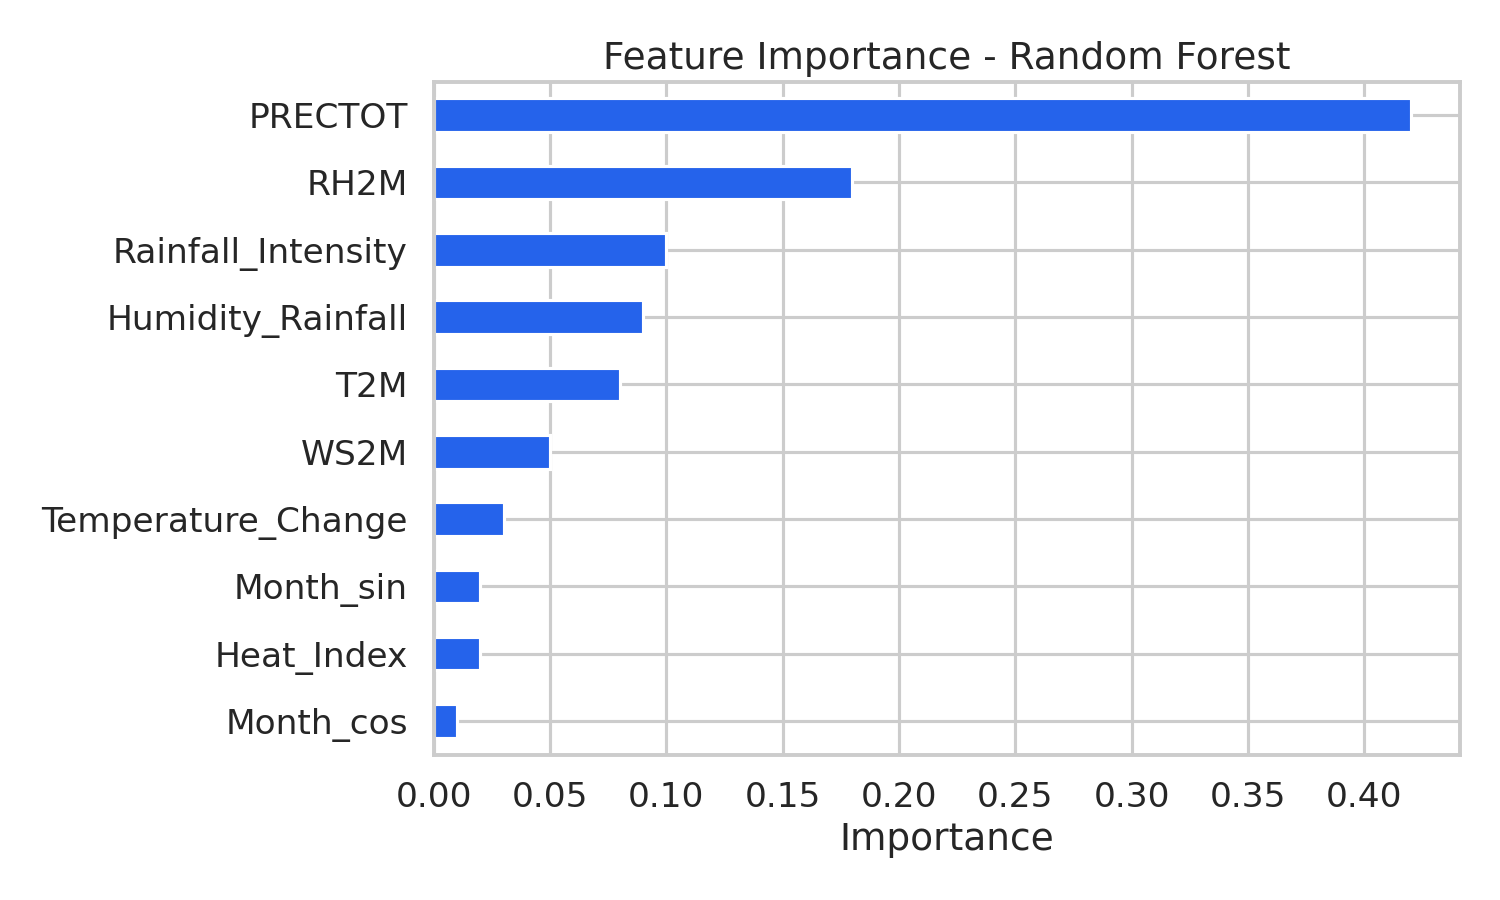 Feature Importance - Random Forest
PRECTOT
RH2M
Rainfall_Intensity
Humidity_Rainfall
T2M
WS2M
Temperature_Change
Month_sin
Heat_Index
Month_cos
0.00 0.05 0.10 0.15 0.20 0.25 0.30 0.35 0.40
Importance